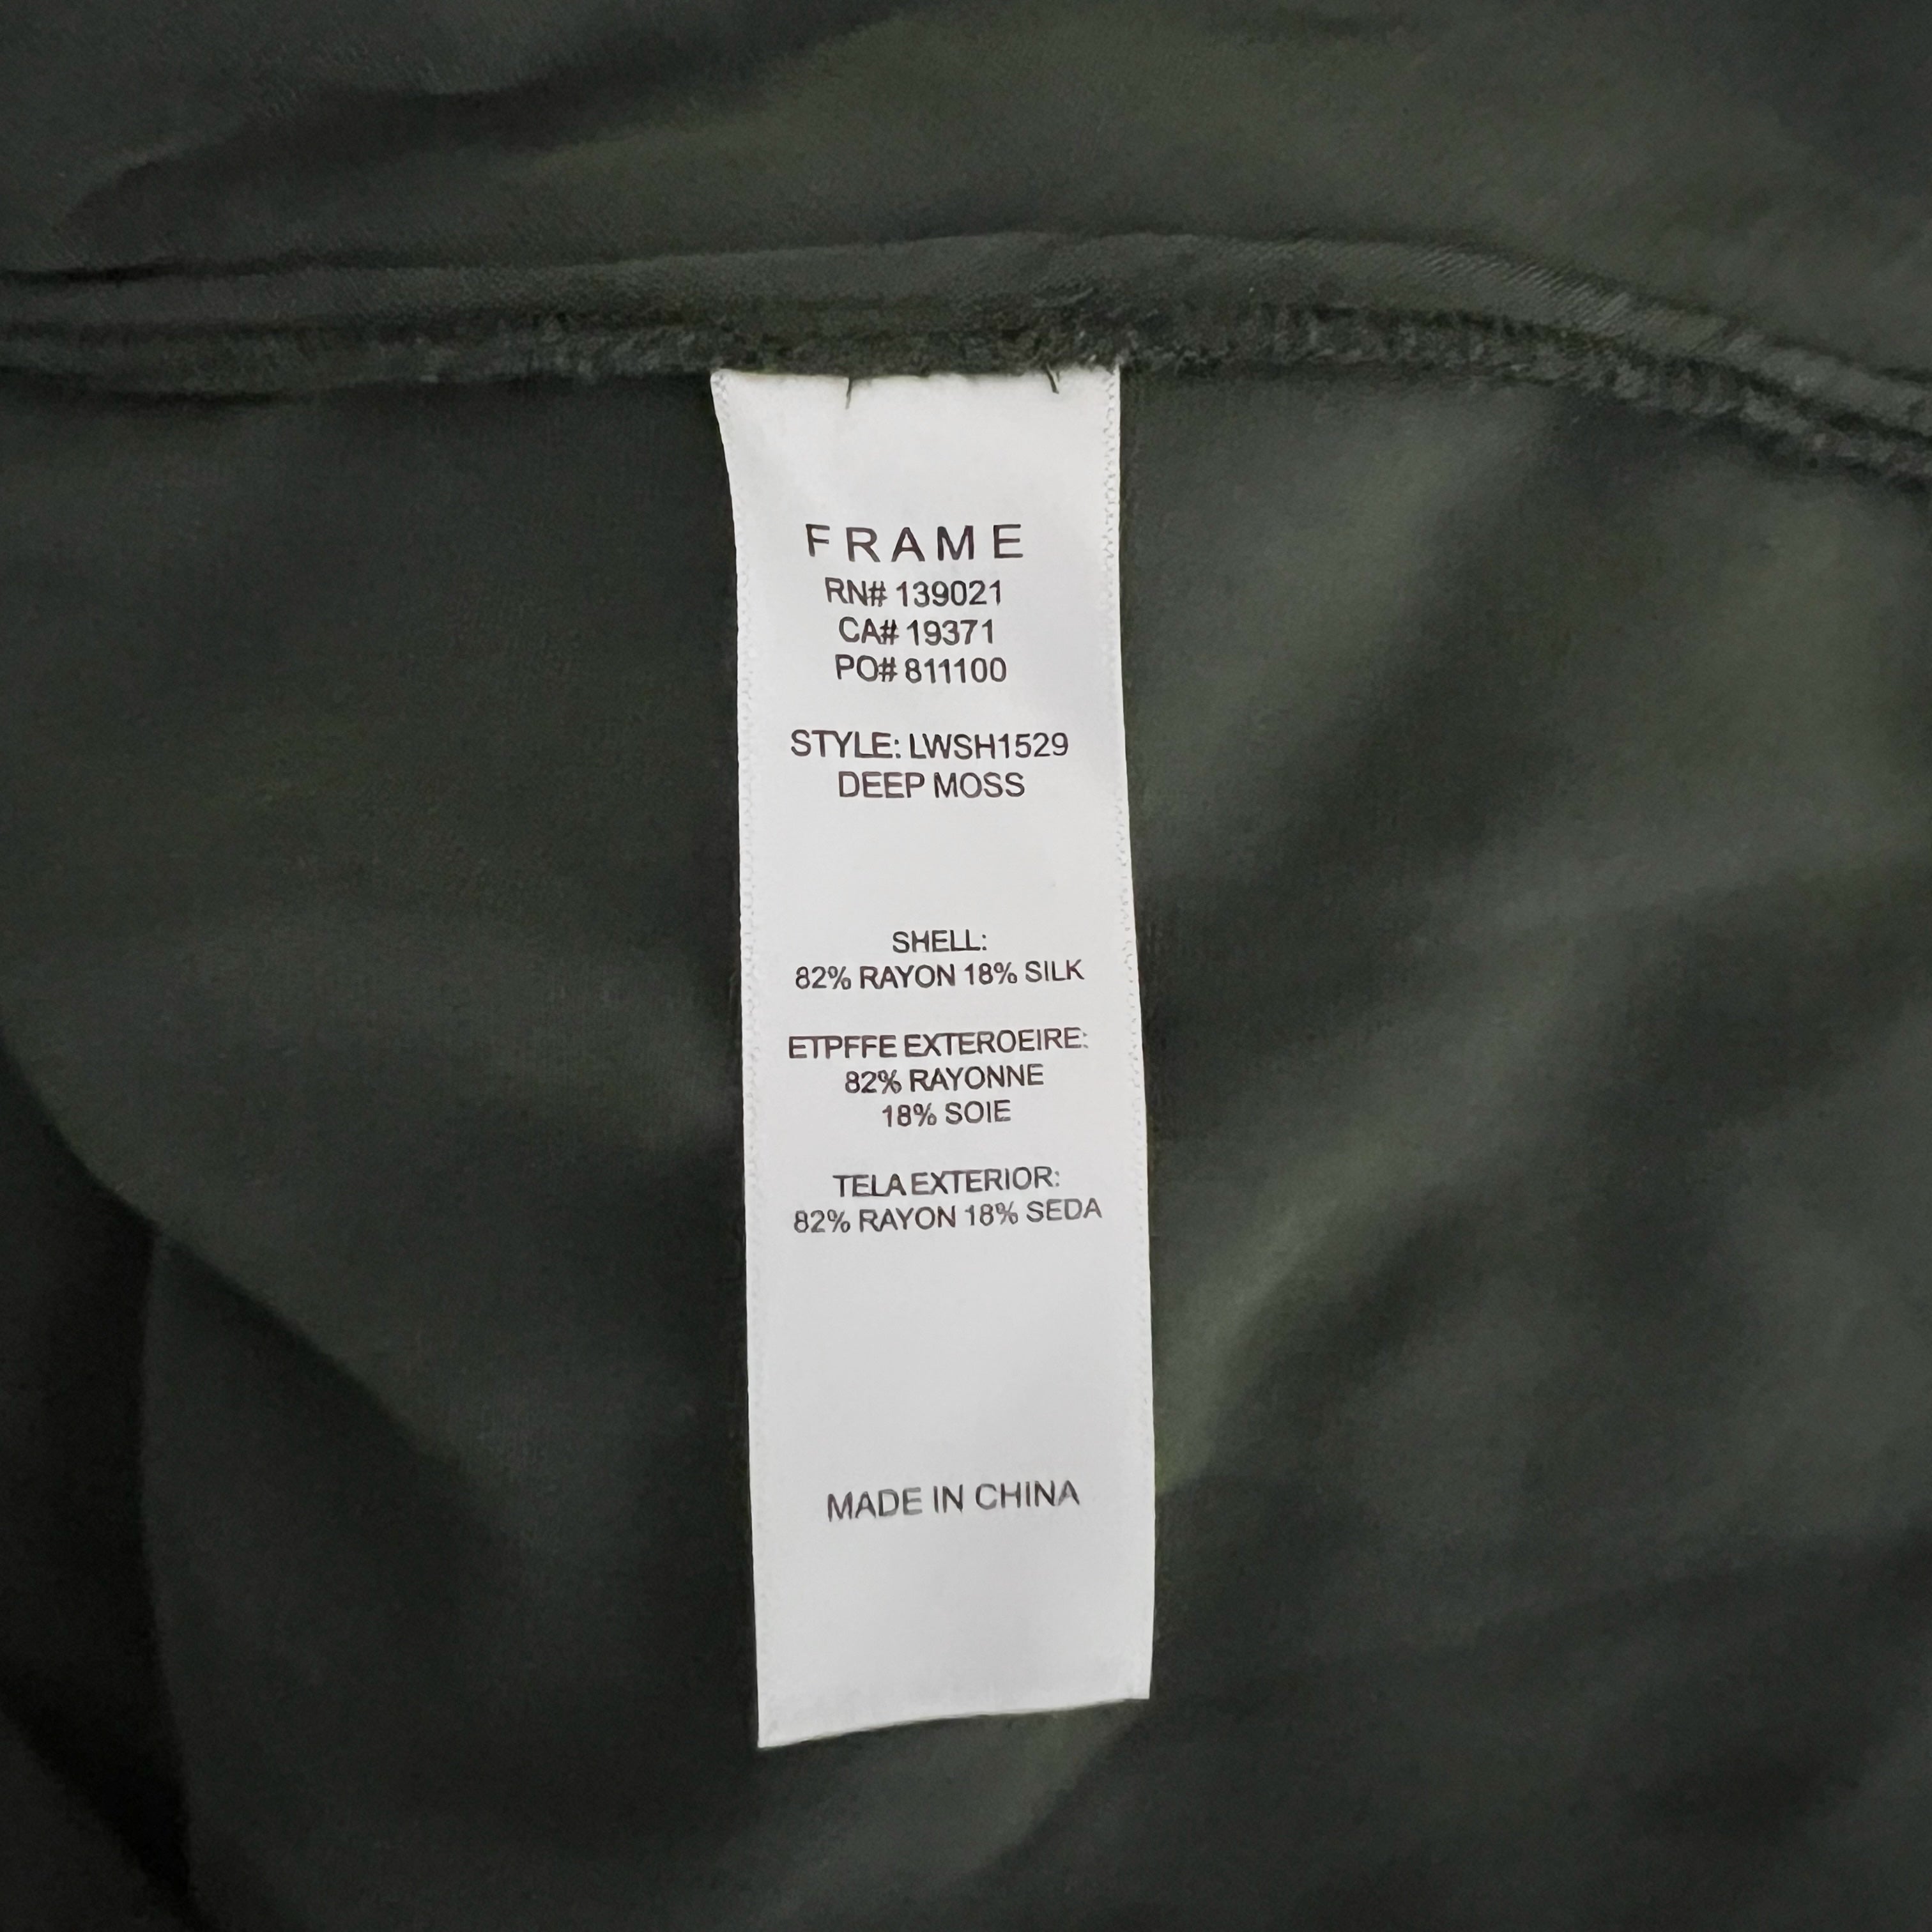 FRAME
RN# 139021
CA# 19371
PO# 811100
STYLE: LWSH1529
DEEP MOSS
SHELL:
82% RAYON 18% SILK
ETPFFE EXTEROEIRE:
82% RAYONNE
18% SOIE
TELA EXTERIOR:
82% RAYON 18% SEDA
MADE IN CHINA